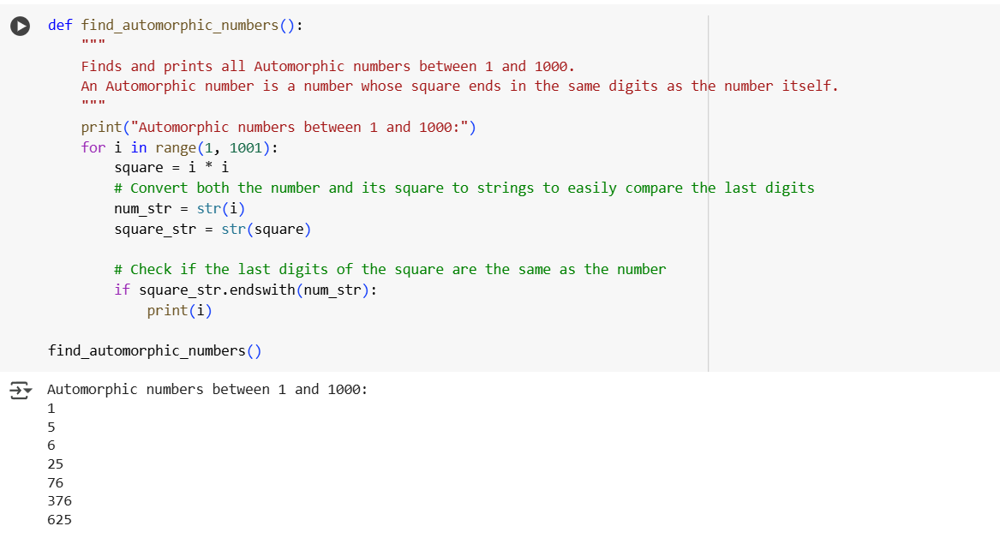 def find_automorphic_numbers():
    """
    Finds and prints all Automorphic numbers between 1 and 1000.
    An Automorphic number is a number whose square ends in the same digits as the number itself.
    """
    print("Automorphic numbers between 1 and 1000:")
    for i in range(1, 1001):
        square = i * i
        # Convert both the number and its square to strings to easily compare the last digits
        num_str = str(i)
        square_str = str(square)

        # Check if the last digits of the square are the same as the number
        if square_str.endswith(num_str):
            print(i)

find_automorphic_numbers()
Automorphic numbers between 1 and 1000:
1
5
6
25
76
376
625